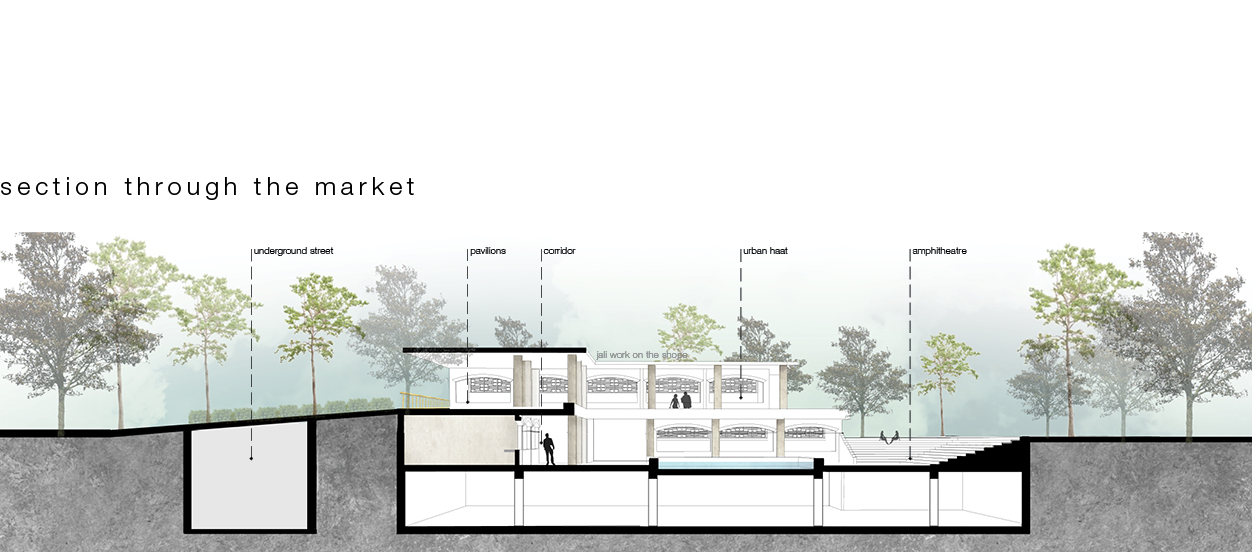 section through the market
underground street
pavilions
corridor
urban haat
amphitheatre
jali work on the shops